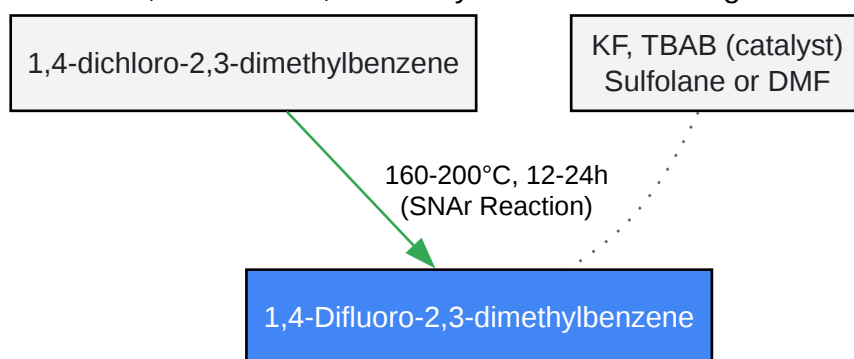 1,4-dichloro-2,3-dimethylbenzene
KF, TBAB (catalyst)
Sulfolane or DMF
160-200°C, 12-24h
(SNAr Reaction)
1,4-Difluoro-2,3-dimethylbenzene